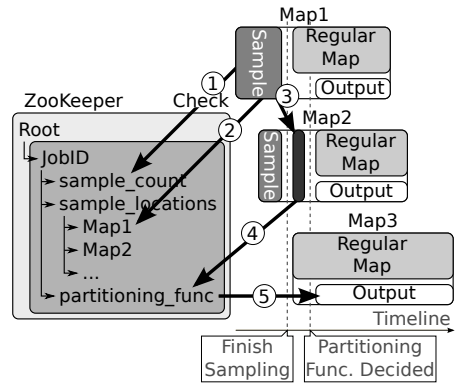 Map1
Sample
Regular
Map
Output
①
ZooKeeper
Check
②
③
Map2
Root
JobID
sample_count
sample_locations
Map1
Map2
...
partitioning_func
Sample
Regular
Map
Output
④
Map3
Regular
Map
Output
⑤
Timeline
Finish
Sampling
Partitioning
Func. Decided